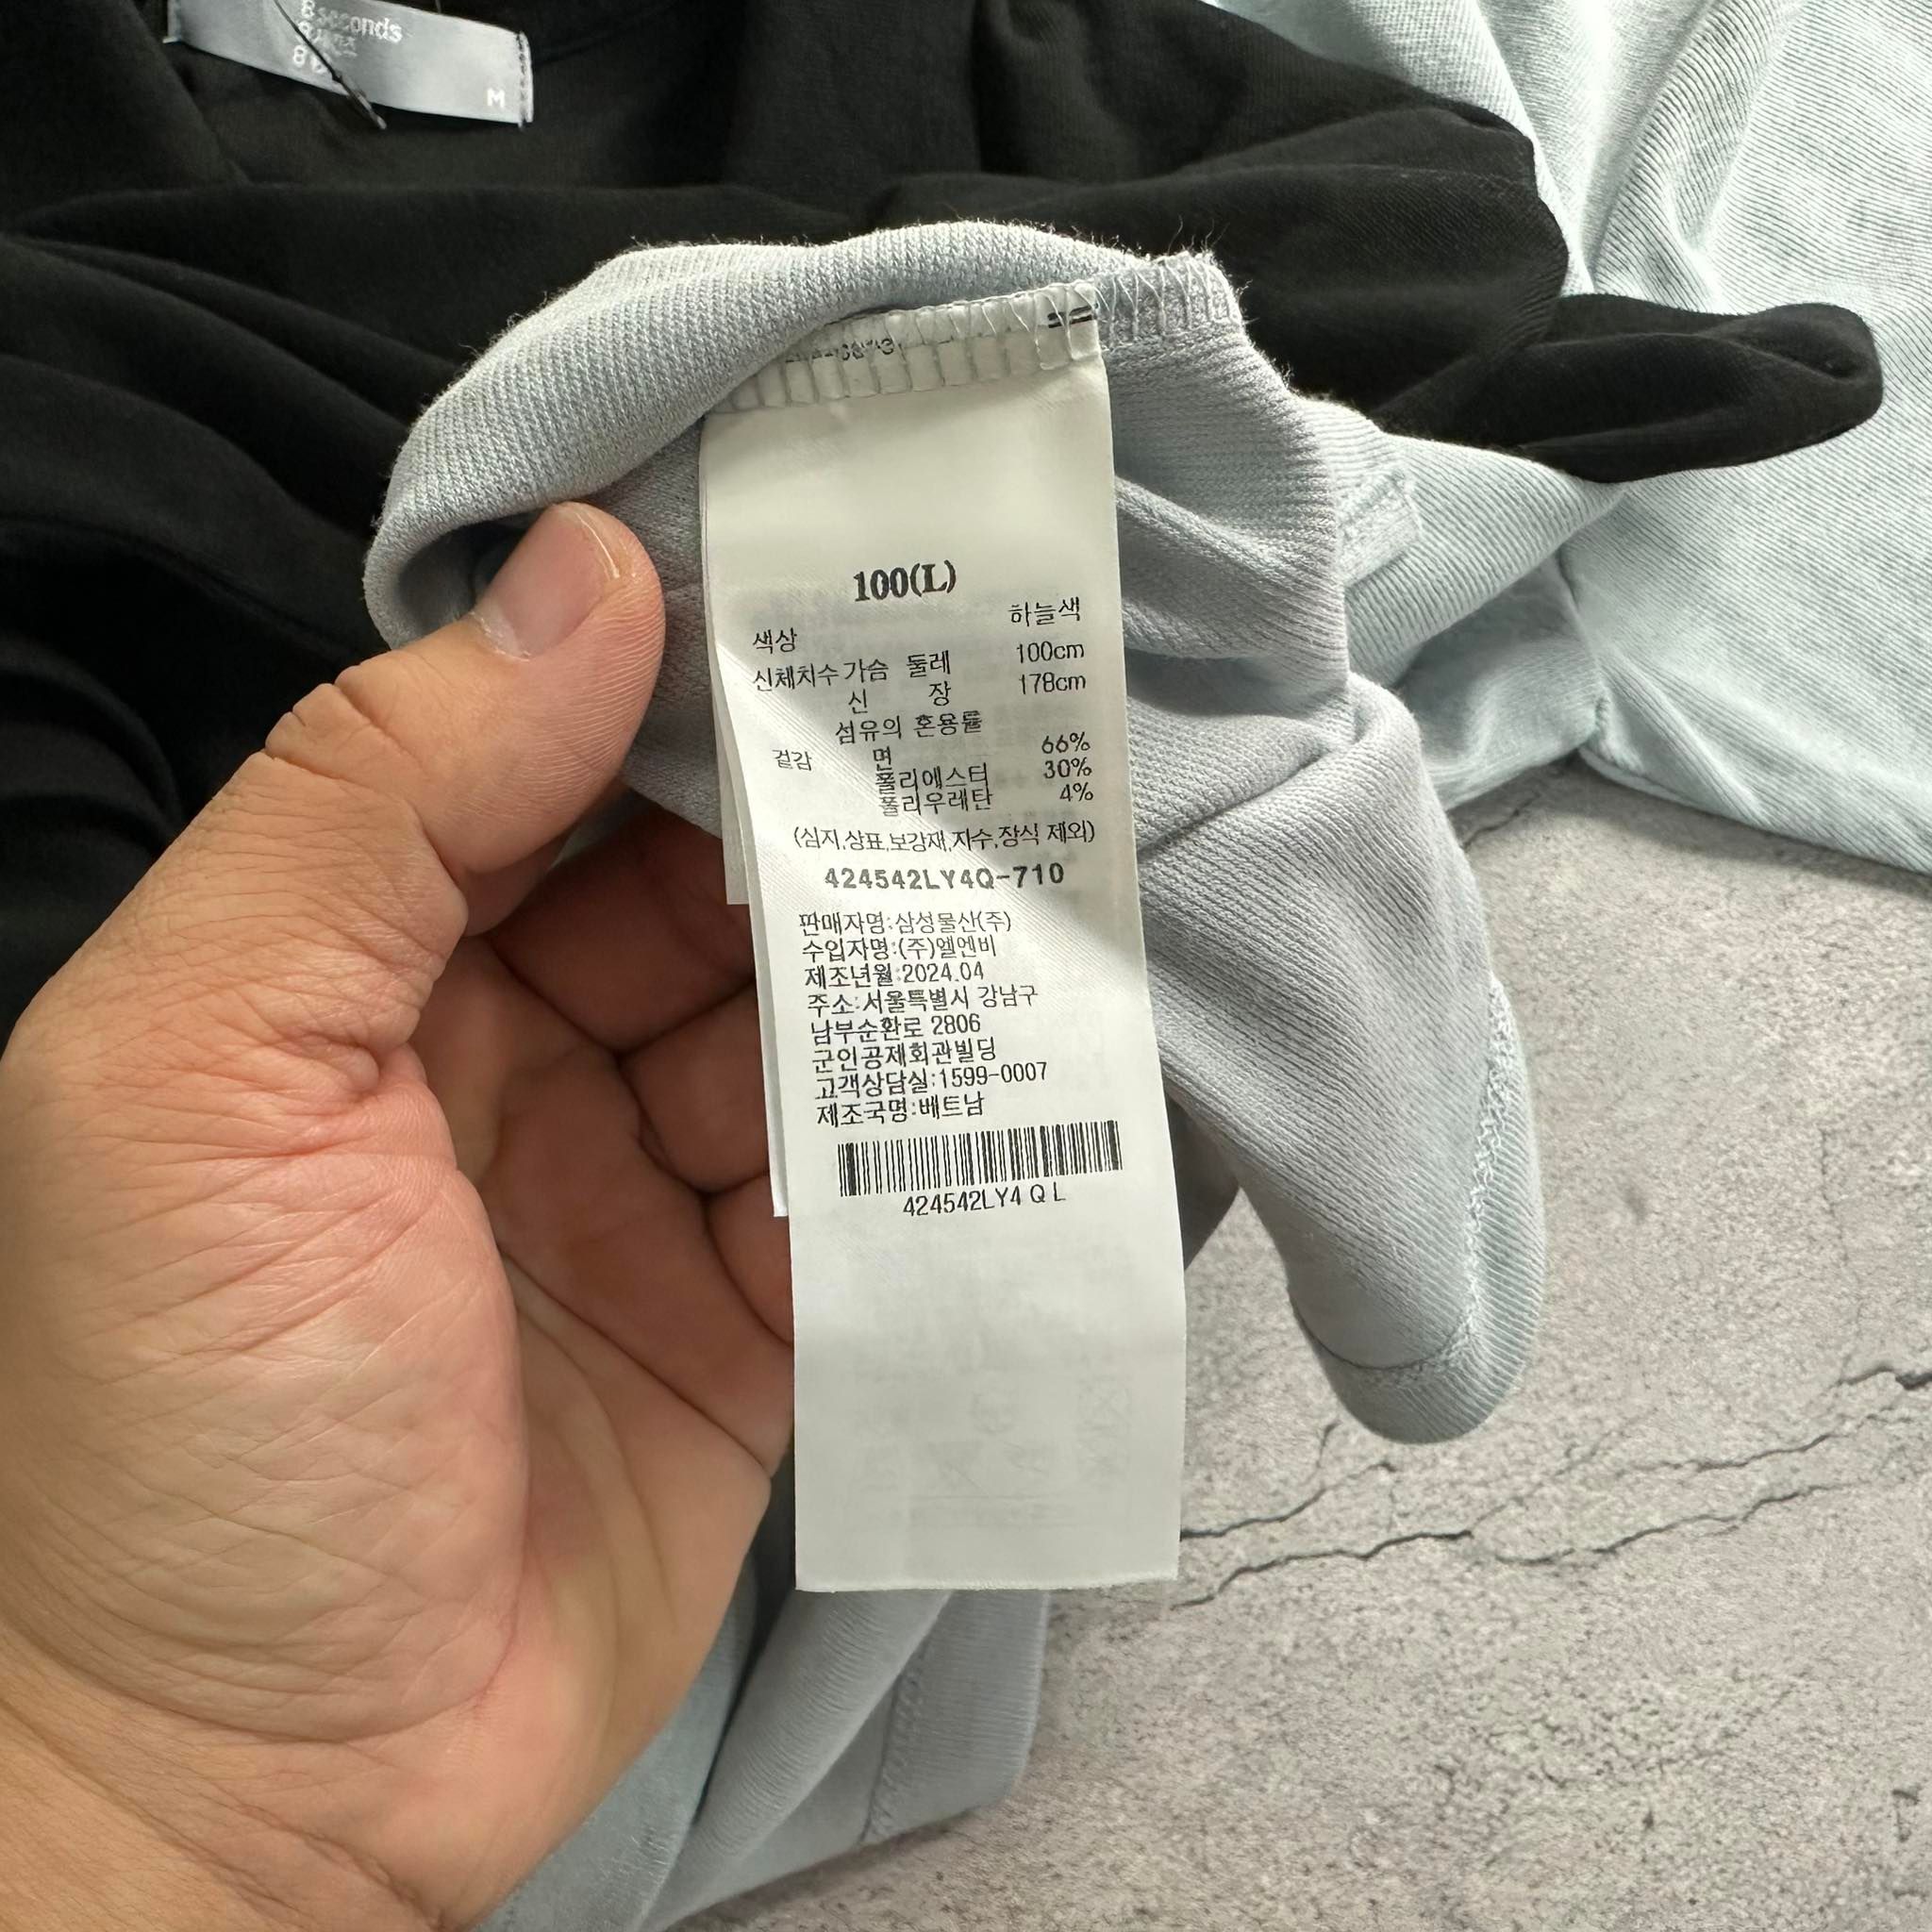 8seconds
M
100(L)
색상 하늘색
신체치수 가슴 둘레 100cm
신 장 178cm
섬유의 혼용률
겉감 면 66%
폴리에스터 30%
폴리우레탄 4%
(심지,상표,보강재,자수,장식 제외)
424542LY4Q-710
판매자명:삼성물산(주)
수입자명:(주)엘엔비
제조년월:2024.04
주소:서울특별시 강남구
남부순환로 2806
군인공제회관빌딩
고객상담실:1599-0007
제조국명:베트남
424542LY4 Q L